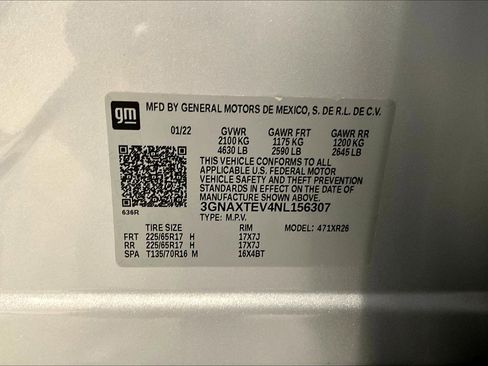 gm
MFD BY GENERAL MOTORS DE MEXICO, S. DE R.L. DE C.V.
01/22 GVWR GAWR FRT GAWR RR
2100 KG 1175 KG 1200 KG
4630 LB 2590 LB 2645 LB
THIS VEHICLE CONFORMS TO ALL
APPLICABLE U.S. FEDERAL MOTOR
VEHICLE SAFETY AND THEFT PREVENTION
STANDARDS IN EFFECT ON THE DATE OF
MANUFACTURE SHOWN ABOVE.
636R
3GNAXTEV4NL156307
TYPE: M.P.V.
TIRE SIZE RIM MODEL: 471XR26
FRT 225/65R17 H 17X7J
RR 225/65R17 H 17X7J
SPA T135/70R16 M 16X4BT